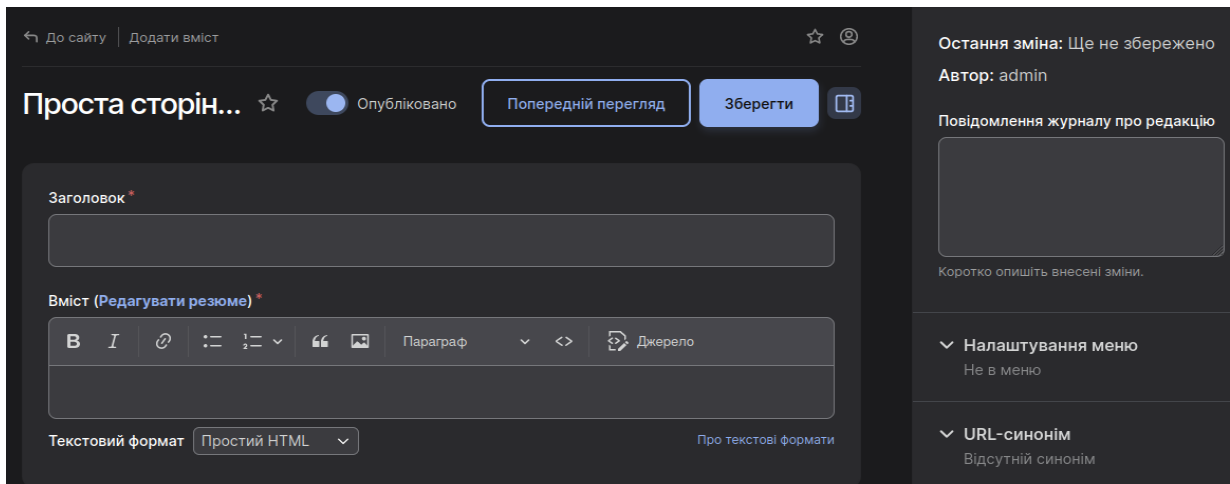 До сайту
Додати вміст
Проста сторін...
Опубліковано
Попередній перегляд
Зберегти
Заголовок *
Вміст (Редагувати резюме) *
B I Параграф <> Джерело
Текстовий формат Простий HTML
Про текстові формати
Остання зміна: Ще не збережено
Автор: admin
Повідомлення журналу про редакцію
Коротко опишіть внесені зміни.
Налаштування меню
Не в меню
URL-синонім
Відсутній синонім